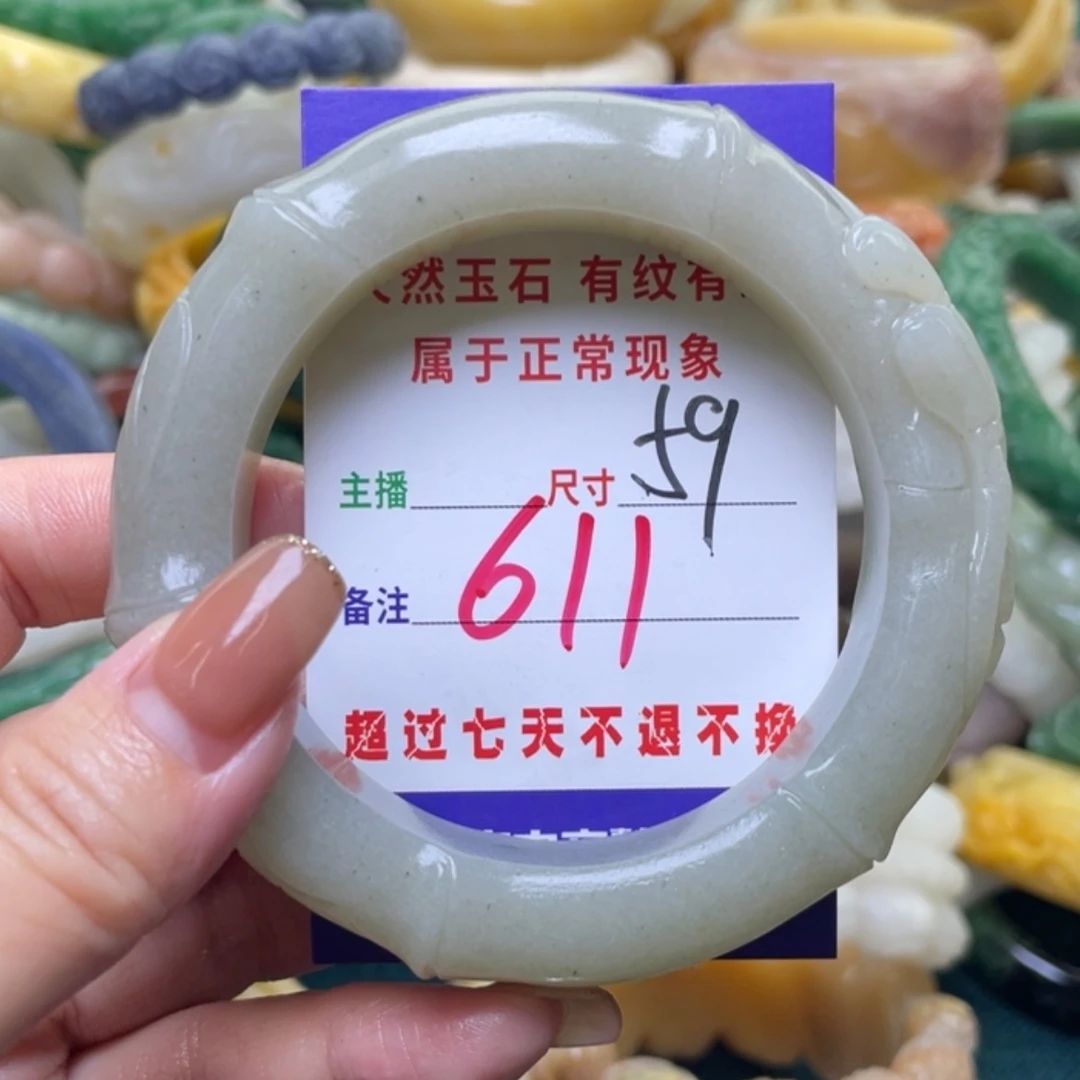 然玉石 有纹有
属于正常现象
主播 尺寸 59
备注 611
超过七天不退不换